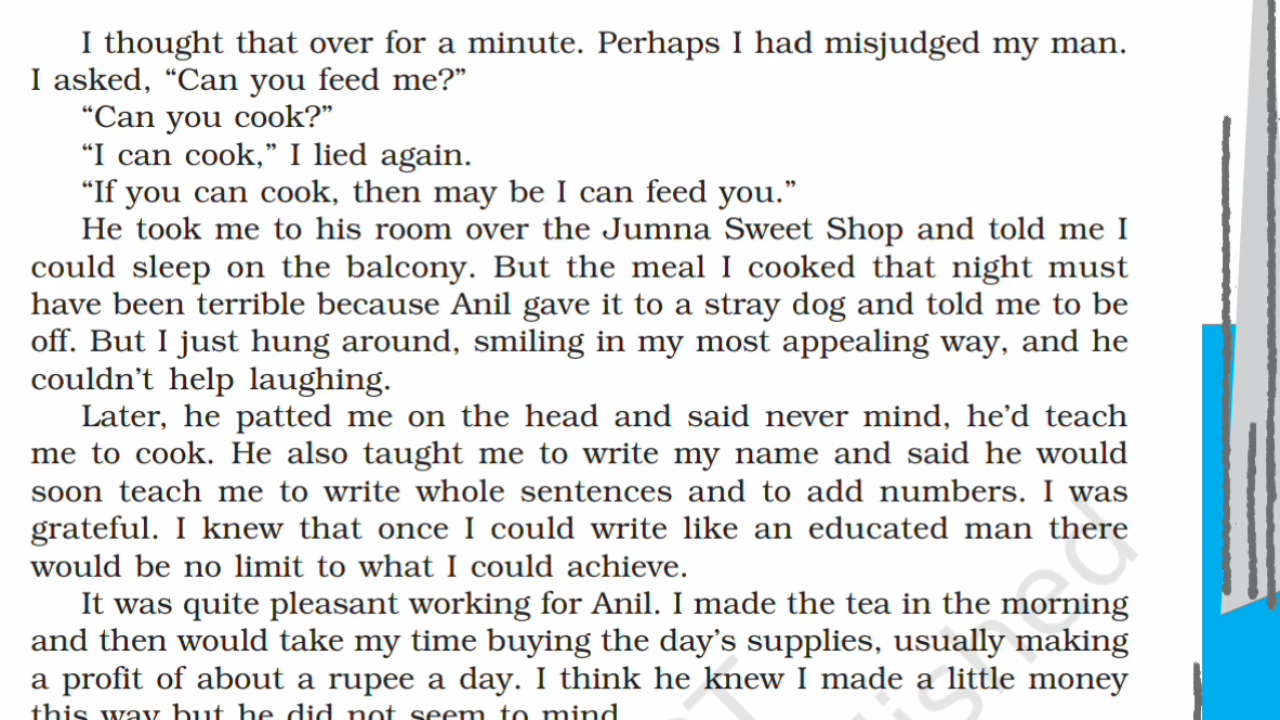 I thought that over for a minute. Perhaps I had misjudged my man.
I asked, “Can you feed me?”
“Can you cook?”
“I can cook,” I lied again.
“If you can cook, then may be I can feed you.”
He took me to his room over the Jumna Sweet Shop and told me I
could sleep on the balcony. But the meal I cooked that night must
have been terrible because Anil gave it to a stray dog and told me to be
off. But I just hung around, smiling in my most appealing way, and he
couldn’t help laughing.
Later, he patted me on the head and said never mind, he’d teach
me to cook. He also taught me to write my name and said he would
soon teach me to write whole sentences and to add numbers. I was
grateful. I knew that once I could write like an educated man there
would be no limit to what I could achieve.
It was quite pleasant working for Anil. I made the tea in the morning
and then would take my time buying the day’s supplies, usually making
a profit of about a rupee a day. I think he knew I made a little money
this way but he did not seem to mind